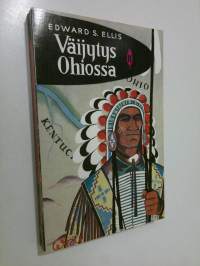 EDWARD S. ELLIS
Väijytys
Ohiossa
OHIO
KENTUC